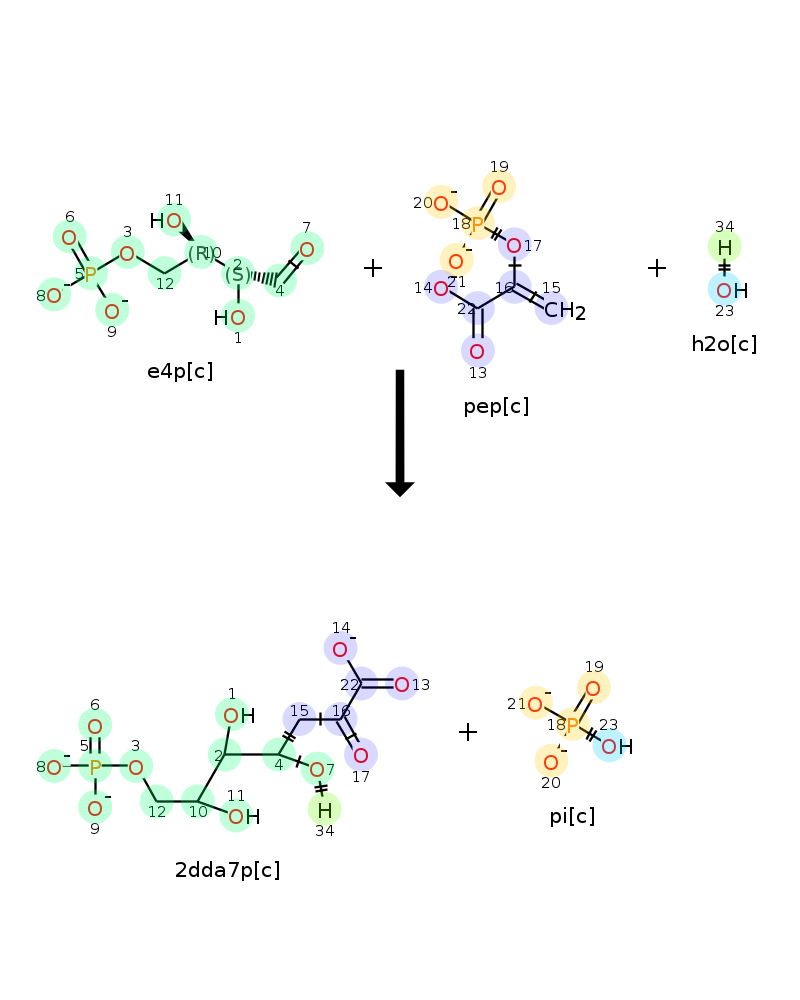 6 O 5 P 8 O - O - 9 3 O 12 11 HO (R) 10 2 (S) HO 1 4 7 O
+
20 O - 19 O 18 P O - 21 O 17 14 O - 22 16 15 CH2 O 13
+
34 H OH 23
e4p[c]
pep[c]
h2o[c]
14 O - 22 O 13 15 16 O 17
1 OH 2 4 O 7 H 34
6 O 5 P 8 O - O - 9 3 O 12 10 11 OH
+
21 O - 19 O 18 P 23 OH O - 20
2dda7p[c]
pi[c]